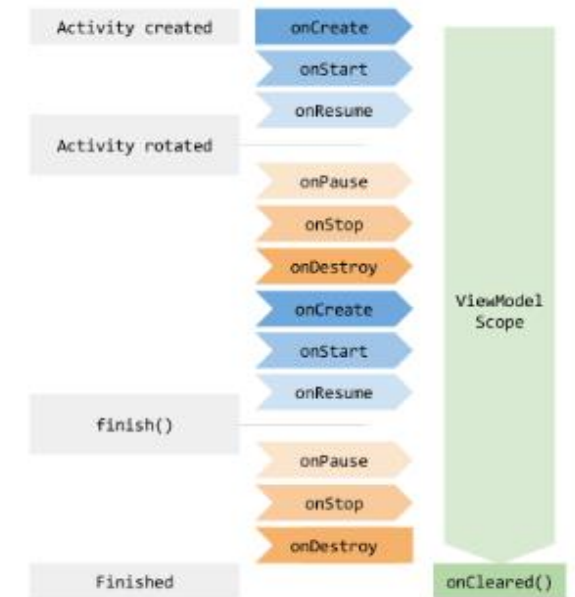 Activity created
onCreate
onStart
onResume
Activity rotated
onPause
onStop
onDestroy
onCreate
onStart
onResume
ViewModel
Scope
finish()
onPause
onStop
onDestroy
Finished
onCleared()